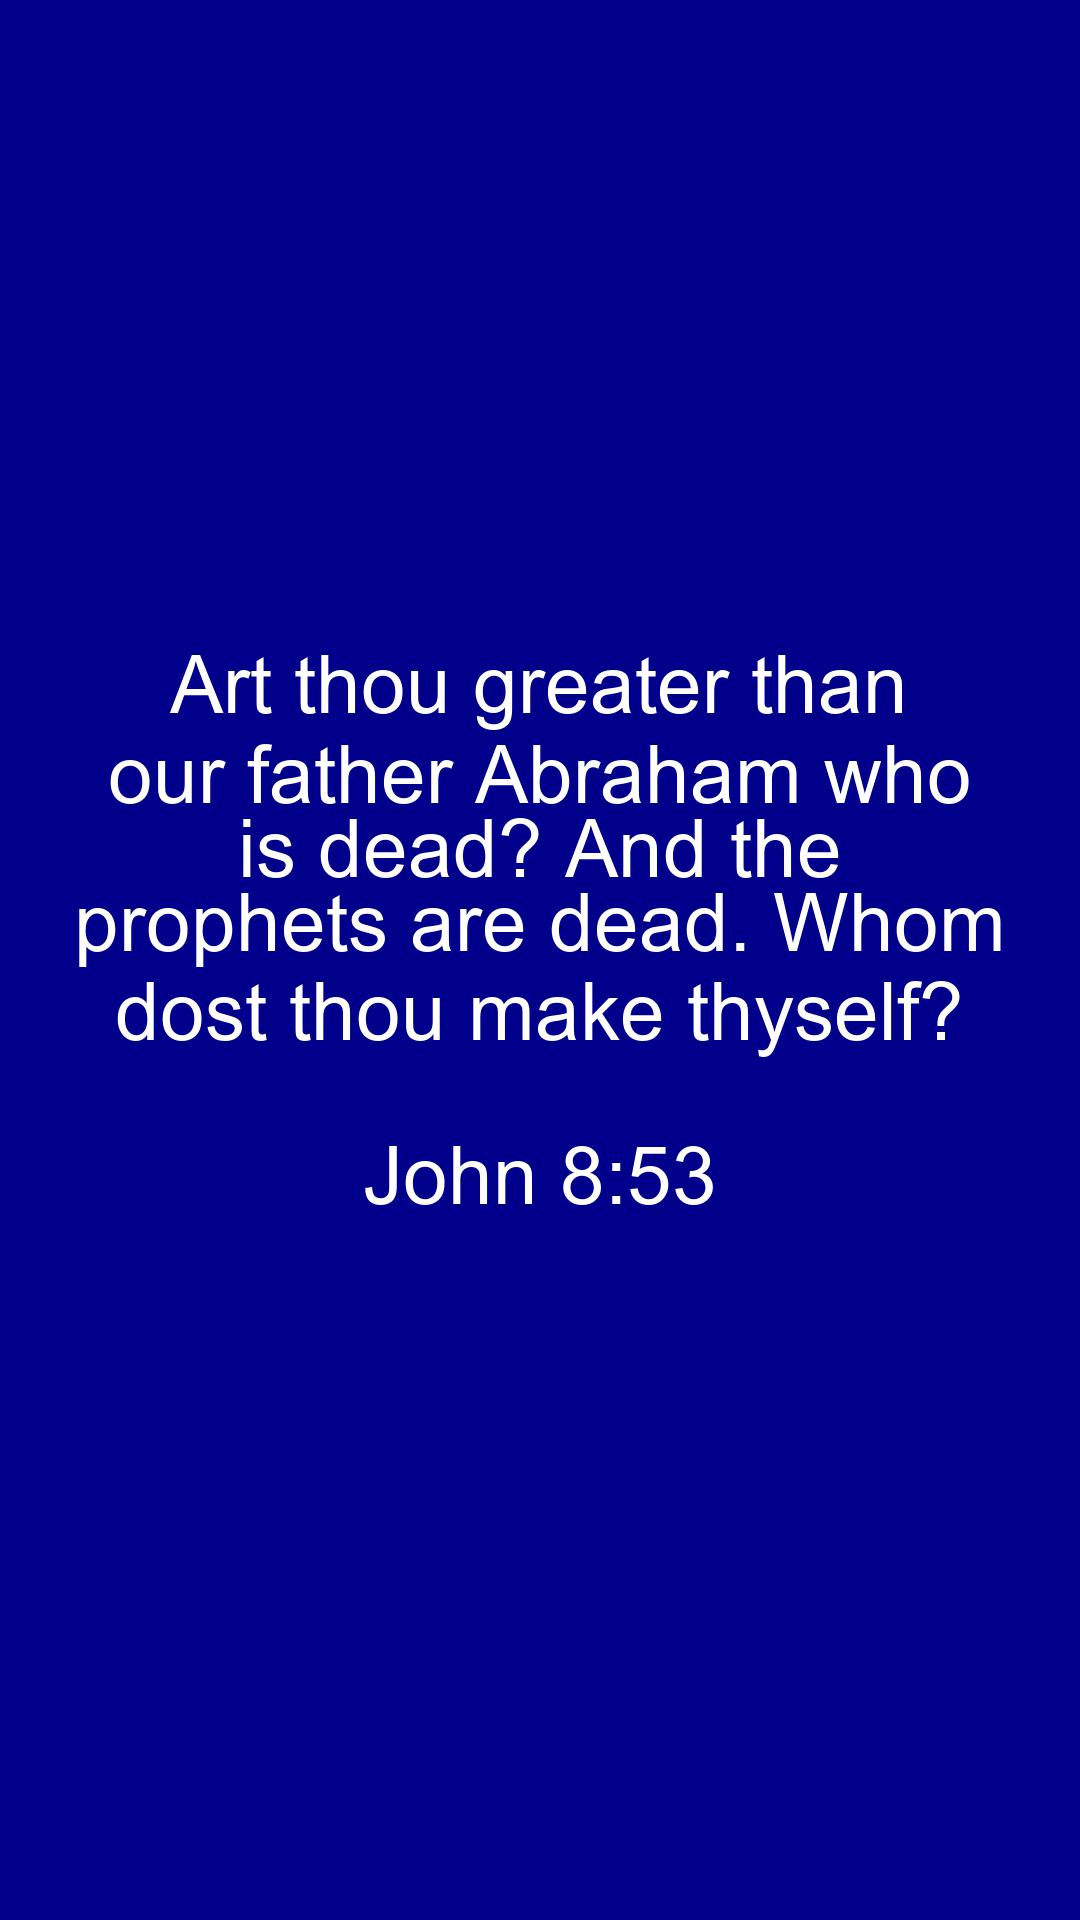 Art thou greater than
our father Abraham who
is dead? And the
prophets are dead. Whom
dost thou make thyself?
John 8:53